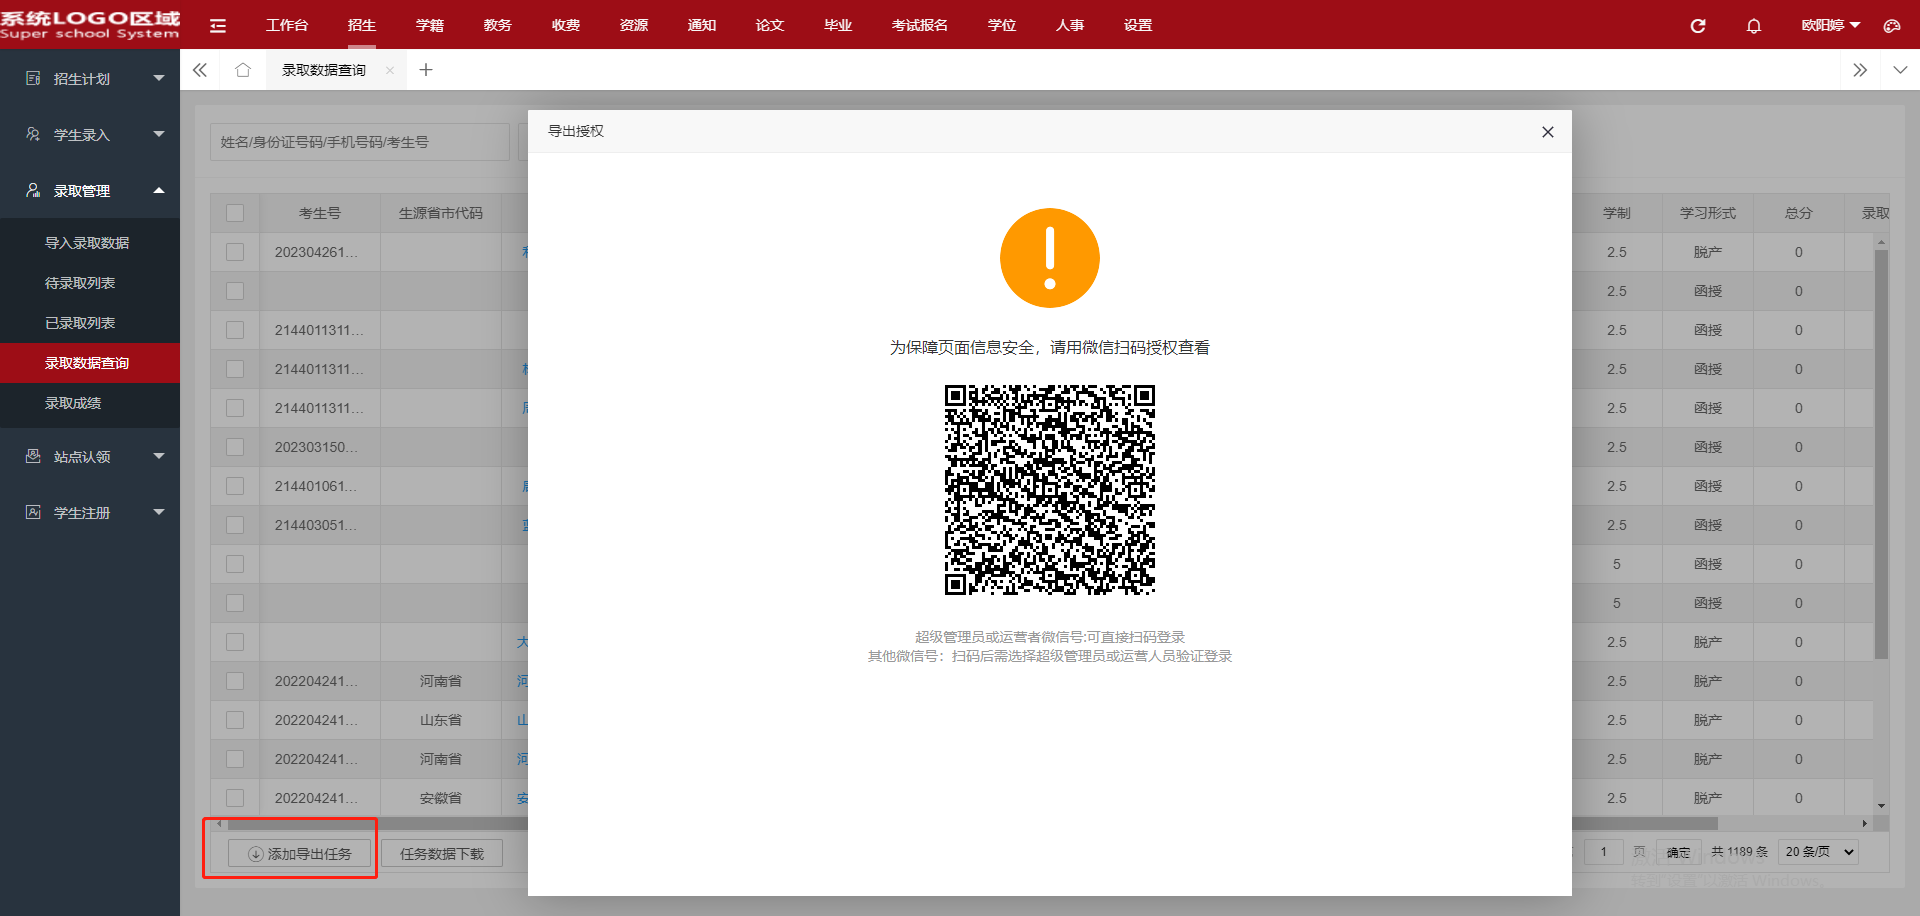 系统LOGO区域
Super school System
工作台 招生 学籍 教务 收费 资源 通知 论文 毕业 考试报名 学位 人事 设置
欧阳婷
招生计划
学生录入
录取管理
导入录取数据
待录取列表
已录取列表
录取数据查询
录取成绩
站点认领
学生注册
录取数据查询
姓名/身份证号码/手机号码/考生号
导出授权
为保障页面信息安全，请用微信扫码授权查看
超级管理员或运营者微信号:可直接扫码登录
其他微信号：扫码后需选择超级管理员或运营人员验证登录
考生号 生源省市代码 学制 学习形式 总分 录取
202304261... 2.5 脱产 0
2.5 函授 0
2144011311... 2.5 函授 0
2144011311... 2.5 函授 0
2144011311... 2.5 函授 0
202303150... 2.5 函授 0
214401061... 2.5 函授 0
214403051... 2.5 函授 0
5 函授 0
5 函授 0
大 2.5 脱产 0
202204241... 河南省 河 2.5 脱产 0
202204241... 山东省 山 2.5 脱产 0
202204241... 河南省 河 2.5 脱产 0
202204241... 安徽省 安 2.5 脱产 0
添加导出任务 任务数据下载
1 页 确定 共 1189 条 20 条/页